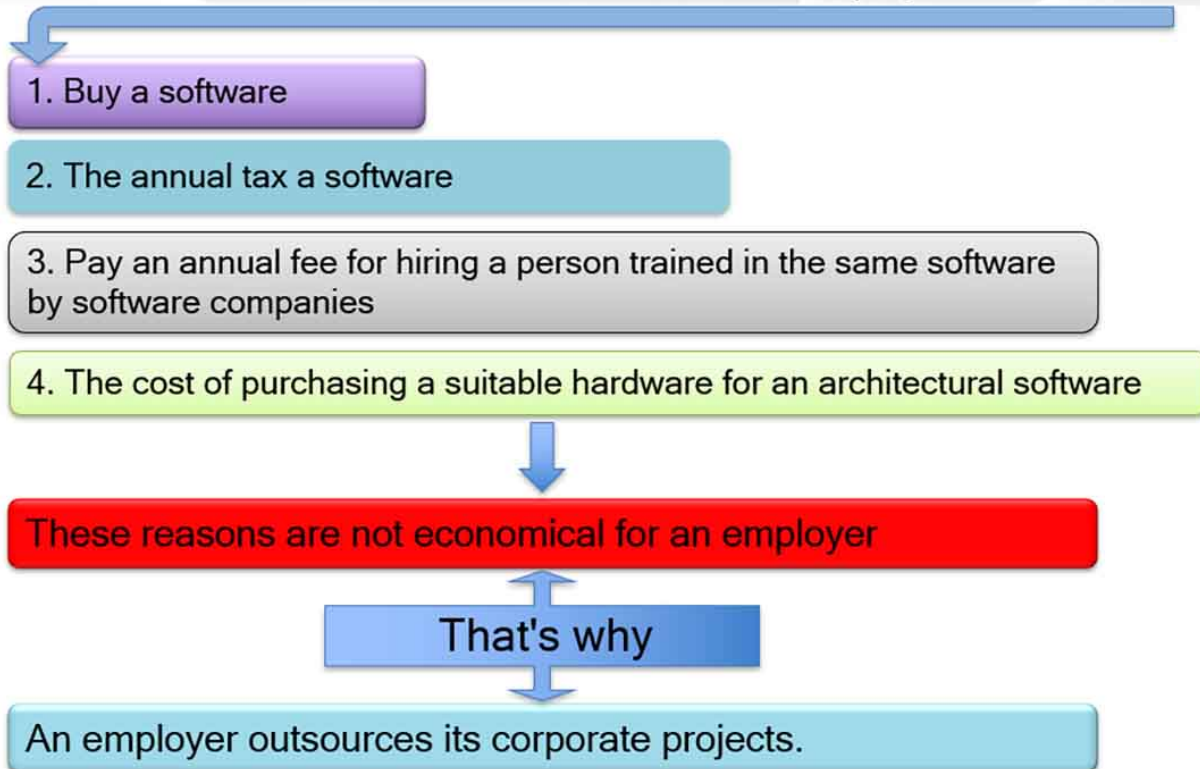 1. Buy a software
2. The annual tax a software
3. Pay an annual fee for hiring a person trained in the same software
by software companies
4. The cost of purchasing a suitable hardware for an architectural software
These reasons are not economical for an employer
That's why
An employer outsources its corporate projects.